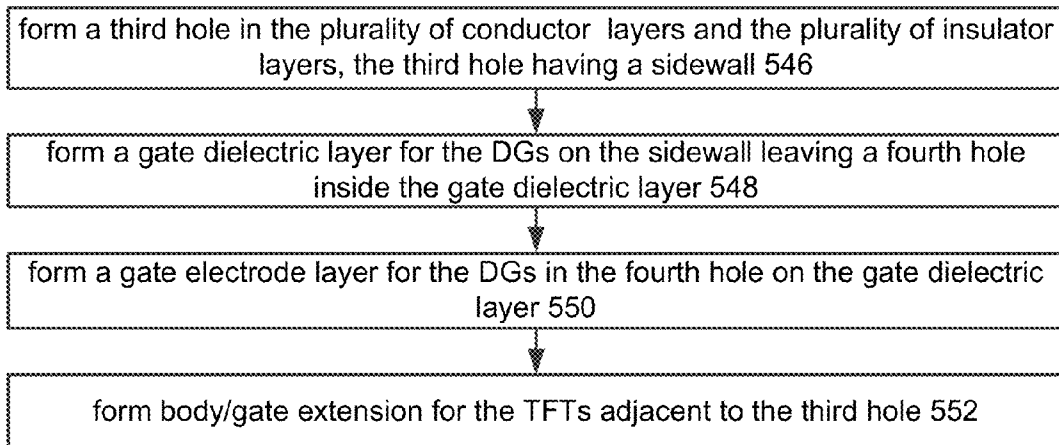 form a third hole in the plurality of conductor layers and the plurality of insulator
layers, the third hole having a sidewall 546
form a gate dielectric layer for the DGs on the sidewall leaving a fourth hole
inside the gate dielectric layer 548
form a gate electrode layer for the DGs in the fourth hole on the gate dielectric
layer 550
form body/gate extension for the TFTs adjacent to the third hole 552